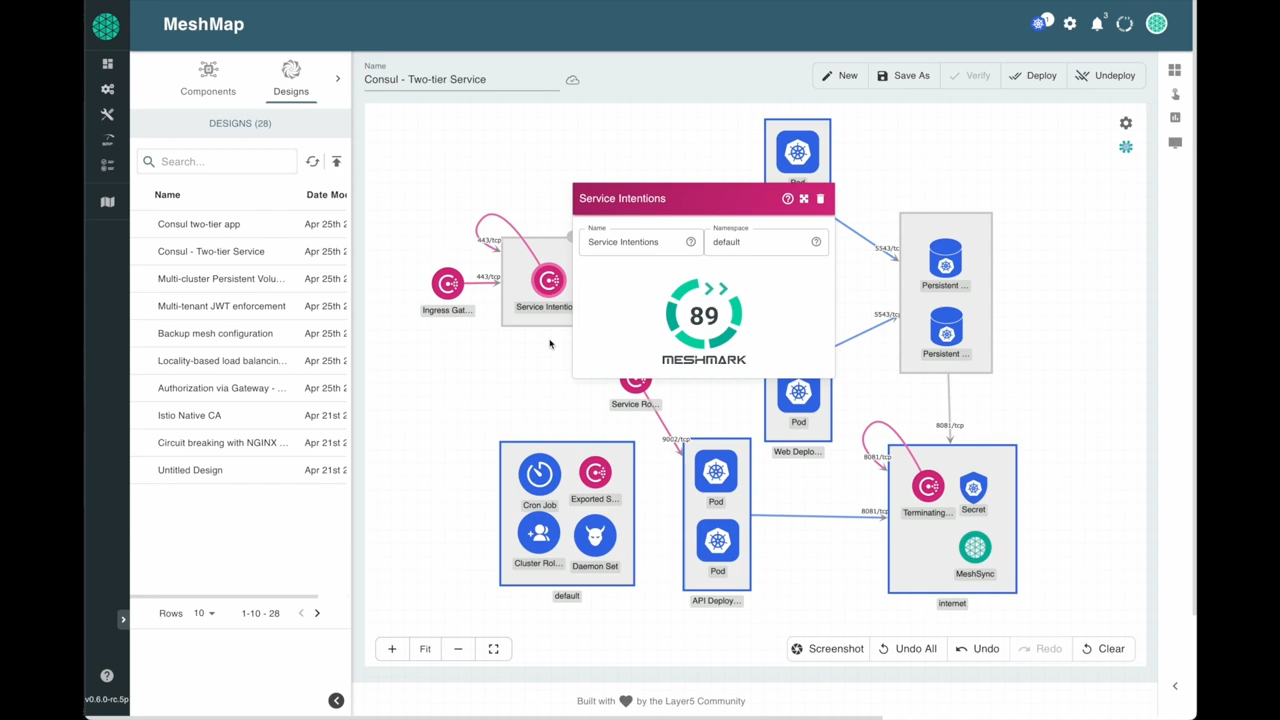 MeshMap
1
3
Components
Designs
DESIGNS (28)
Search...
Name
Date Mo
Consul two-tier app
Apr 25th 2
Consul - Two-tier Service
Apr 25th 2
Multi-cluster Persistent Volu...
Apr 25th 2
Multi-tenant JWT enforcement
Apr 25th 2
Backup mesh configuration
Apr 25th 2
Locality-based load balancin...
Apr 25th 2
Authorization via Gateway - ...
Apr 25th 2
Istio Native CA
Apr 21st 2
Circuit breaking with NGINX ...
Apr 21st 2
Untitled Design
Apr 21st 2
Rows 10 1-10 - 28
v0.6.0-rc.5p
Name
Consul - Two-tier Service
New
Save As
Verify
Deploy
Undeploy
Pod
Service Intentions
Name
Service Intentions
Namespace
default
89
MESHMARK
443/tcp
443/tcp
Ingress Gat...
Service Intentio
5543/tc
5543/tc
Persistent ...
Persistent ...
Service Ro...
9002/tcp
Pod
Web Deplo...
8081/tcp
8081/tcp
8081/tcp
Cron Job
Exported S...
Cluster Rol...
Daemon Set
default
Pod
Pod
API Deploy...
Terminating...
Secret
MeshSync
internet
Fit
Screenshot
Undo All
Undo
Redo
Clear
Built with by the Layer5 Community